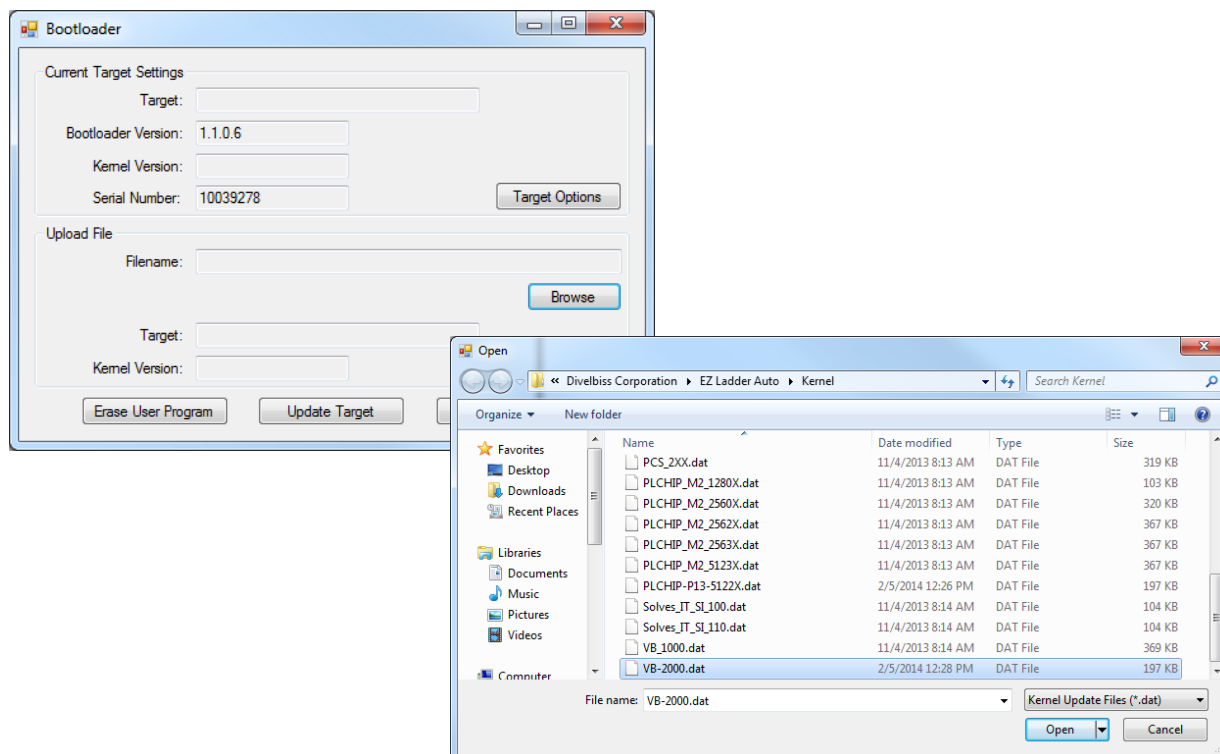 Bootloader
Current Target Settings
Target:
Bootloader Version: 1.1.0.6
Kernel Version:
Serial Number: 10039278
Target Options
Upload File
Filename:
Browse
Target:
Kernel Version:
Erase User Program Update Target
Open
« Divelbiss Corporation EZ Ladder Auto Kernel Search Kernel
Organize New folder
Favorites
Desktop
Downloads
Recent Places
Libraries
Documents
Music
Pictures
Videos
Computer
Name Date modified Type Size
PCS_2XX.dat 11/4/2013 8:13 AM DAT File 319 KB
PLCHIP_M2_1280X.dat 11/4/2013 8:13 AM DAT File 103 KB
PLCHIP_M2_2560X.dat 11/4/2013 8:13 AM DAT File 320 KB
PLCHIP_M2_2562X.dat 11/4/2013 8:13 AM DAT File 367 KB
PLCHIP_M2_2563X.dat 11/4/2013 8:13 AM DAT File 367 KB
PLCHIP_M2_5123X.dat 11/4/2013 8:13 AM DAT File 367 KB
PLCHIP-P13-5122X.dat 2/5/2014 12:26 PM DAT File 197 KB
Solves_IT_SI_100.dat 11/4/2013 8:14 AM DAT File 104 KB
Solves_IT_SI_110.dat 11/4/2013 8:14 AM DAT File 104 KB
VB_1000.dat 11/4/2013 8:14 AM DAT File 369 KB
VB-2000.dat 2/5/2014 12:28 PM DAT File 197 KB
File name: VB-2000.dat Kernel Update Files (*.dat)
Open Cancel